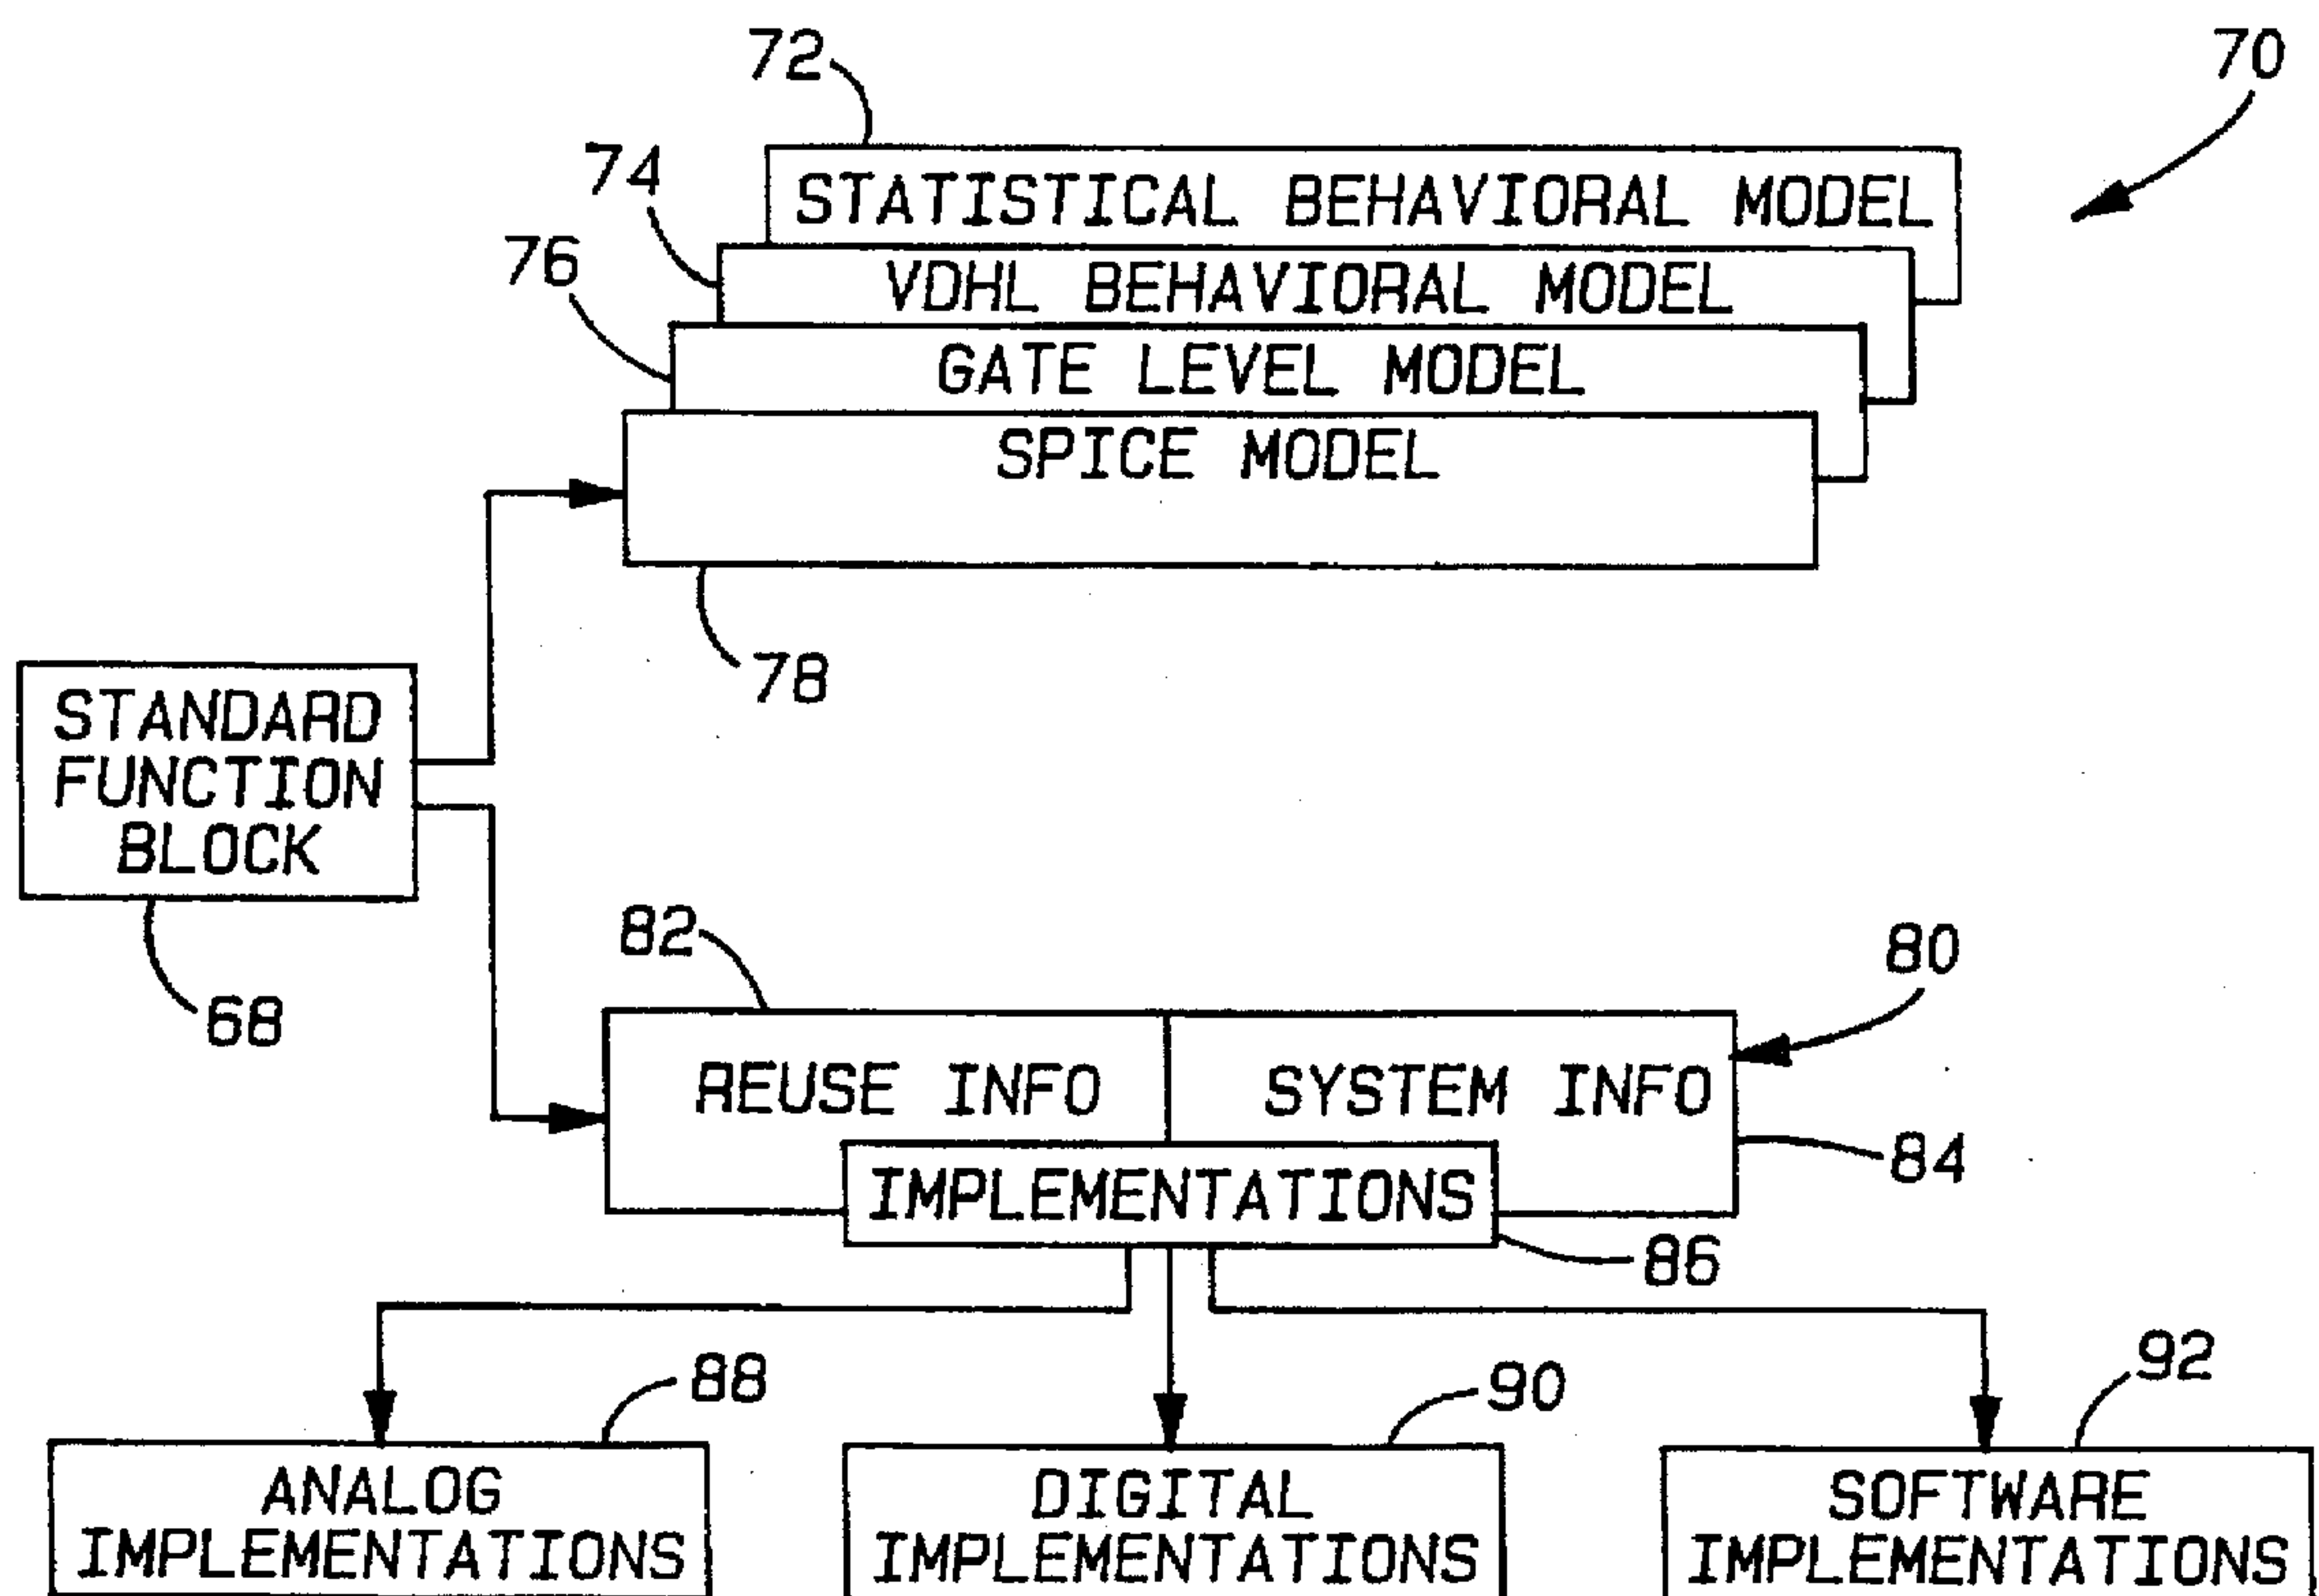 72
70
74
STATISTICAL BEHAVIORAL MODEL
76
VDHL BEHAVIORAL MODEL
GATE LEVEL MODEL
SPICE MODEL
78
STANDARD
FUNCTION
BLOCK
68
82
80
REUSE INFO
SYSTEM INFO
84
IMPLEMENTATIONS
86
88
90
92
ANALOG
IMPLEMENTATIONS
DIGITAL
IMPLEMENTATIONS
SOFTWARE
IMPLEMENTATIONS